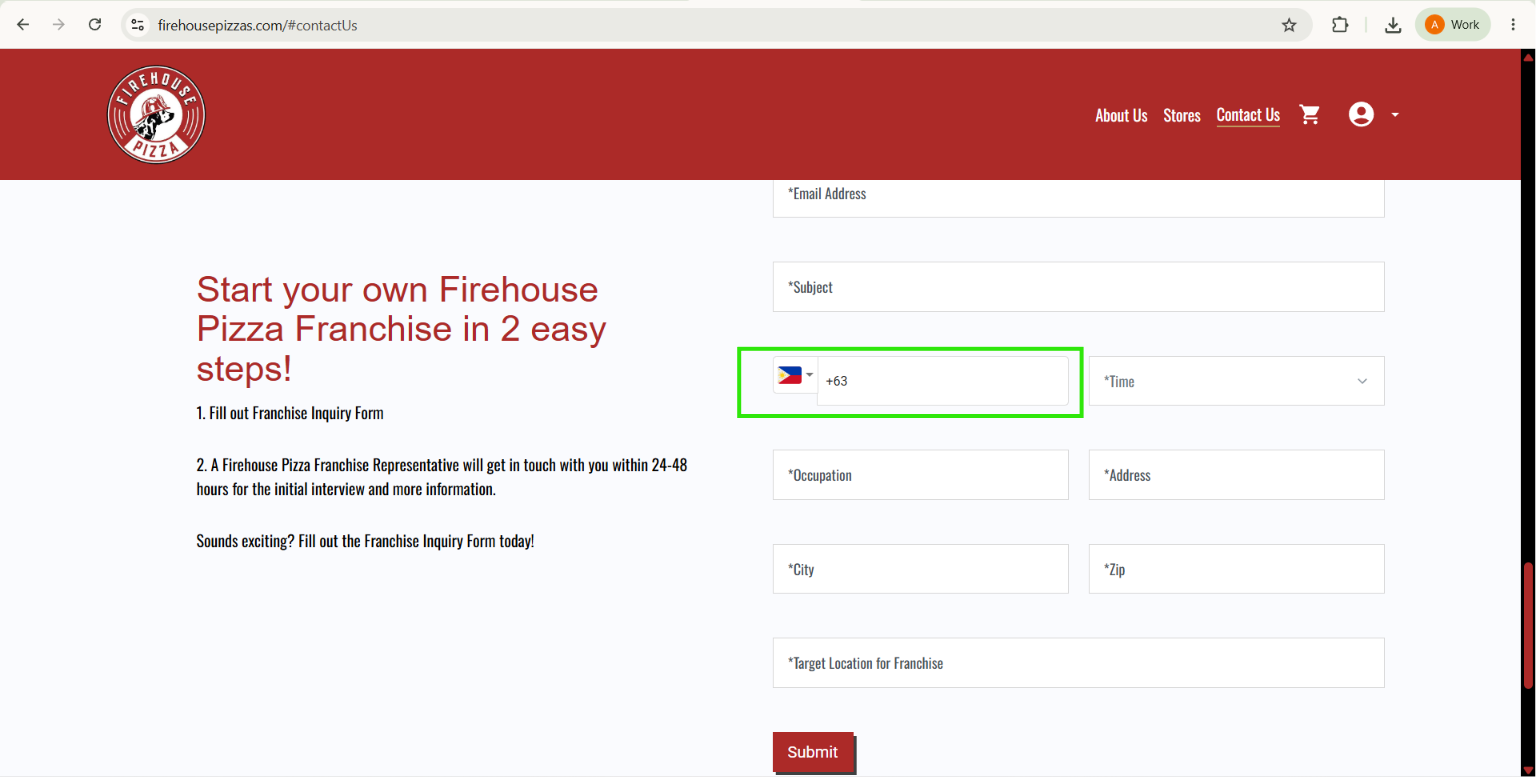 firehousepizzas.com/#contactUs
A Work
FIREHOUSE
PIZZA
About Us Stores Contact Us
*Email Address
*Subject
Start your own Firehouse
Pizza Franchise in 2 easy
steps!
+63
*Time
1. Fill out Franchise Inquiry Form
2. A Firehouse Pizza Franchise Representative will get in touch with you within 24-48
hours for the initial interview and more information.
Sounds exciting? Fill out the Franchise Inquiry Form today!
*Occupation
*Address
*City
*Zip
*Target Location for Franchise
Submit